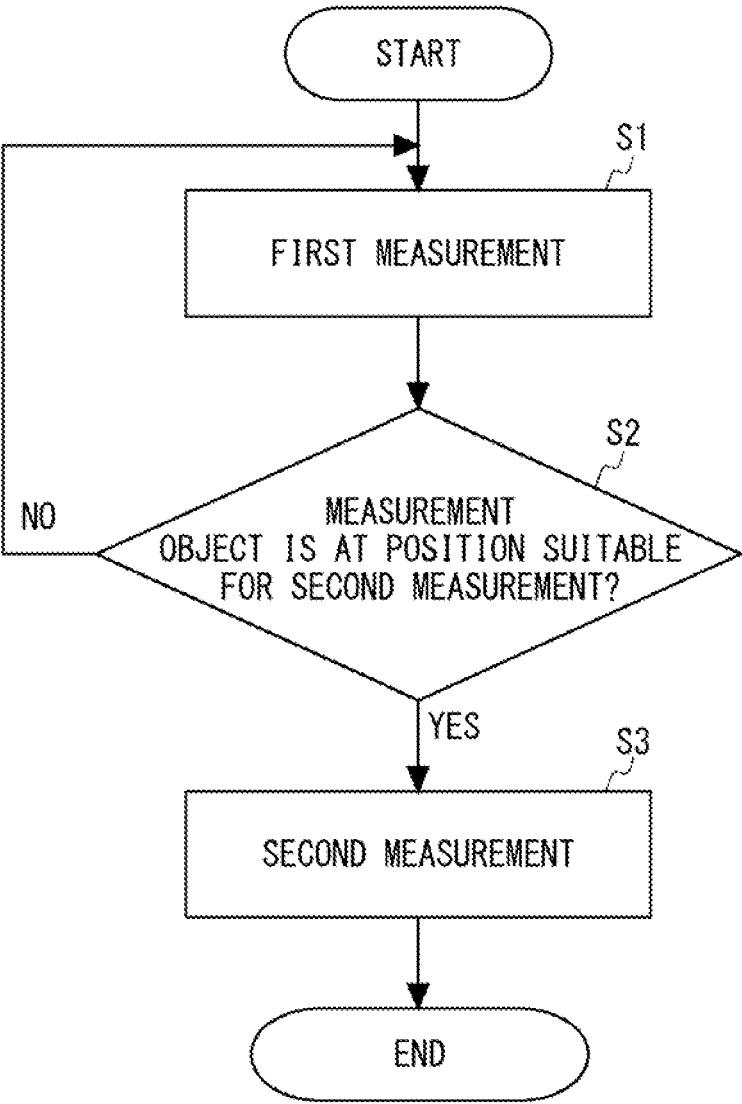 START
S1
FIRST MEASUREMENT
S2
MEASUREMENT
OBJECT IS AT POSITION SUITABLE
FOR SECOND MEASUREMENT?
NO
YES
S3
SECOND MEASUREMENT
END